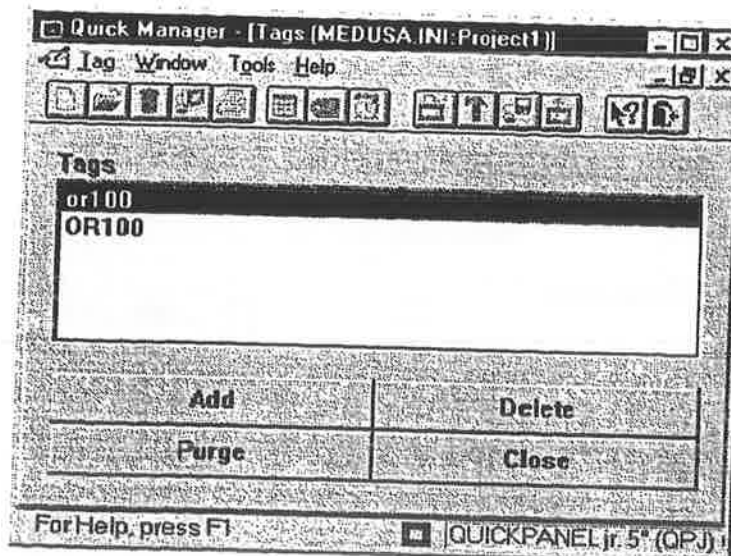 Quick Manager - [Tags (MEDUSA.INI:Project1)]
Tag Window Tools Help
Tags
or100
OR100
Add Delete
Purge Close
For Help, press F1 QUICKPANEL jr. 5" (QPJ)